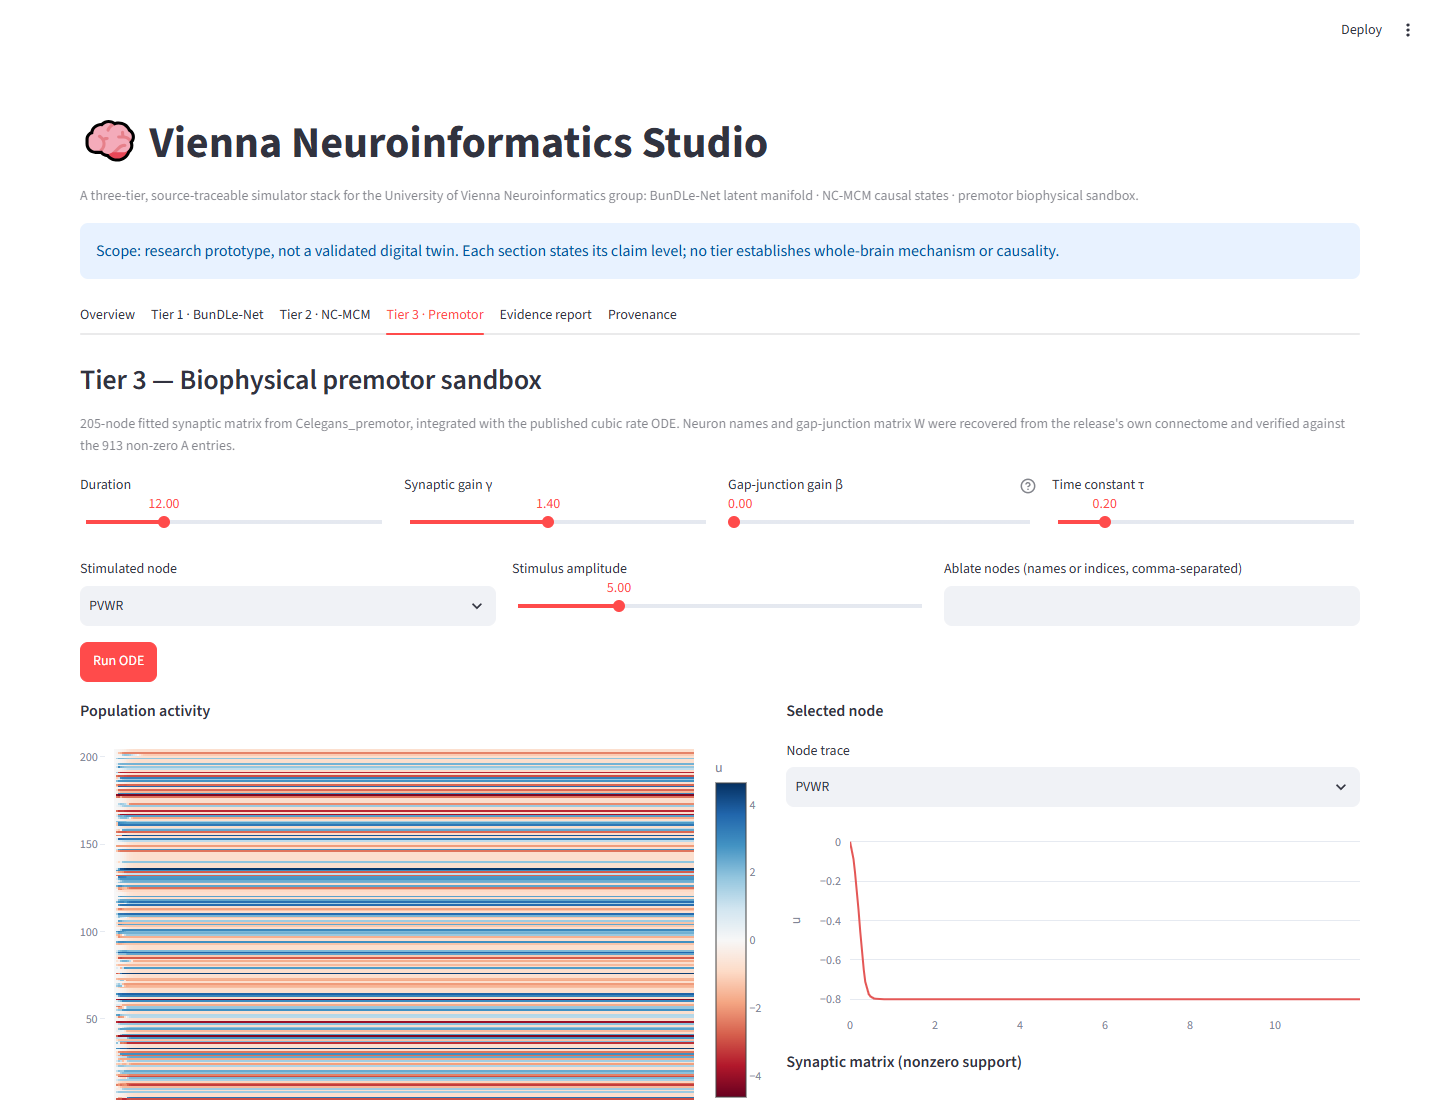 Deploy
Vienna Neuroinformatics Studio
A three-tier, source-traceable simulator stack for the University of Vienna Neuroinformatics group: BunDLe-Net latent manifold · NC-MCM causal states · premotor biophysical sandbox.
Scope: research prototype, not a validated digital twin. Each section states its claim level; no tier establishes whole-brain mechanism or causality.
Overview Tier 1 · BunDLe-Net Tier 2 · NC-MCM Tier 3 · Premotor Evidence report Provenance
Tier 3 — Biophysical premotor sandbox
205-node fitted synaptic matrix from Celegans_premotor, integrated with the published cubic rate ODE. Neuron names and gap-junction matrix W were recovered from the release's own connectome and verified against
the 913 non-zero A entries.
Duration Synaptic gain γ Gap-junction gain β Time constant τ
12.00 1.40 0.00 0.20
Stimulated node Stimulus amplitude Ablate nodes (names or indices, comma-separated)
5.00
PVWR
Run ODE
Population activity
200
150
100
50
u
4
2
0
−2
−4
Selected node
Node trace
PVWR
0
−0.2
−0.4
−0.6
−0.8
u
0 2 4 6 8 10
Synaptic matrix (nonzero support)